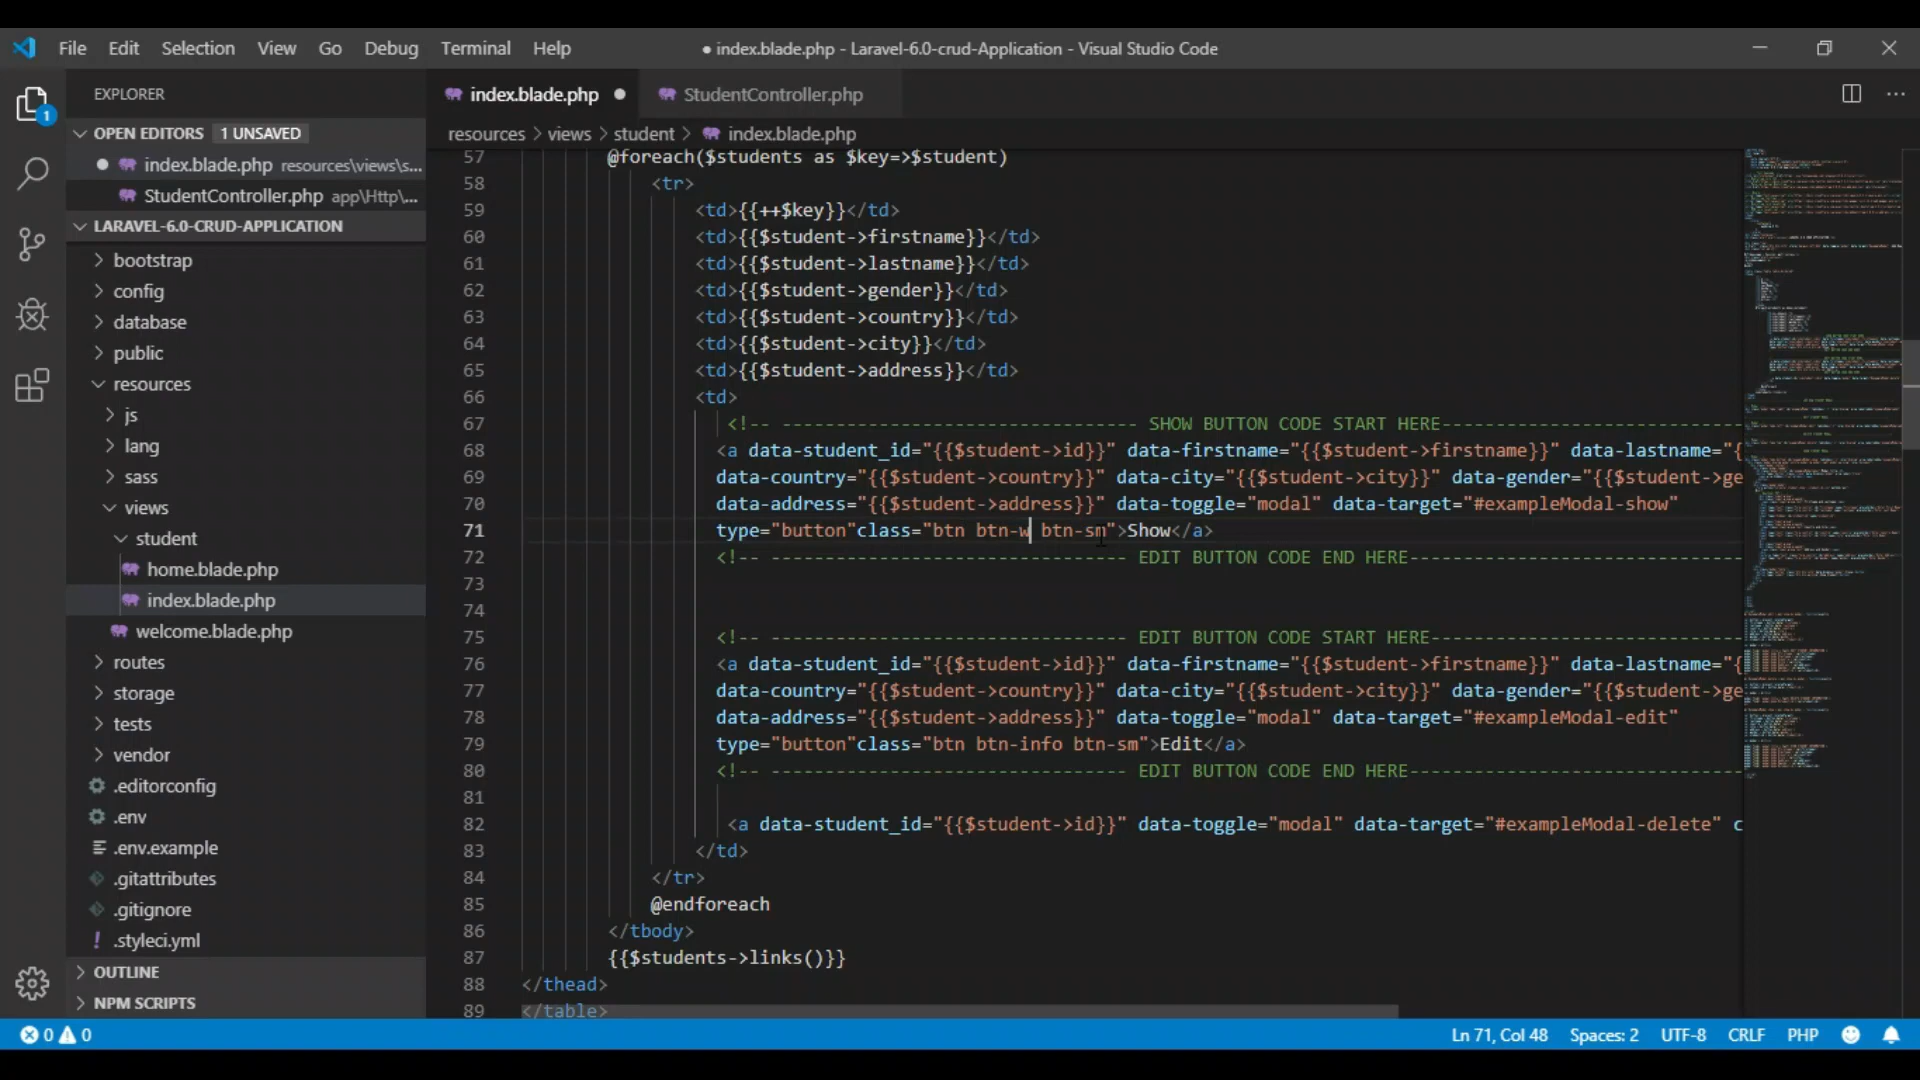 File Edit Selection View Go Debug Terminal Help
● index.blade.php - Laravel-6.0-crud-Application - Visual Studio Code
EXPLORER
1
OPEN EDITORS 1 UNSAVED
index.blade.php resources\views\s...
StudentController.php app\Http\...
LARAVEL-6.0-CRUD-APPLICATION
bootstrap
config
database
public
resources
js
lang
sass
views
student
home.blade.php
index.blade.php
welcome.blade.php
routes
storage
tests
vendor
.editorconfig
.env
.env.example
.gitattributes
.gitignore
.styleci.yml
OUTLINE
NPM SCRIPTS
index.blade.php ● StudentController.php
resources > views > student > index.blade.php
57 @foreach($students as $key=>$student)
58 <tr>
59 <td>{{++$key}}</td>
60 <td>{{$student->firstname}}</td>
61 <td>{{$student->lastname}}</td>
62 <td>{{$student->gender}}</td>
63 <td>{{$student->country}}</td>
64 <td>{{$student->city}}</td>
65 <td>{{$student->address}}</td>
66 <td>
67 <!-- --------------------------------- SHOW BUTTON CODE START HERE----------------------------
68 <a data-student_id="{{$student->id}}" data-firstname="{{$student->firstname}}" data-lastname="{
69 data-country="{{$student->country}}" data-city="{{$student->city}}" data-gender="{{$student->ge
70 data-address="{{$student->address}}" data-toggle="modal" data-target="#exampleModal-show"
71 type="button"class="btn btn-w btn-sm">Show</a>
72 <!-- --------------------------------- EDIT BUTTON CODE END HERE-------------------------------
73
74
75 <!-- --------------------------------- EDIT BUTTON CODE START HERE-----------------------------
76 <a data-student_id="{{$student->id}}" data-firstname="{{$student->firstname}}" data-lastname="{
77 data-country="{{$student->country}}" data-city="{{$student->city}}" data-gender="{{$student->ge
78 data-address="{{$student->address}}" data-toggle="modal" data-target="#exampleModal-edit"
79 type="button"class="btn btn-info btn-sm">Edit</a>
80 <!-- --------------------------------- EDIT BUTTON CODE END HERE-------------------------------
81
82 <a data-student_id="{{$student->id}}" data-toggle="modal" data-target="#exampleModal-delete" c
83 </td>
84 </tr>
85 @endforeach
86 </tbody>
87 {{$students->links()}}
88 </thead>
89 </table>
0 0
Ln 71, Col 48 Spaces: 2 UTF-8 CRLF PHP